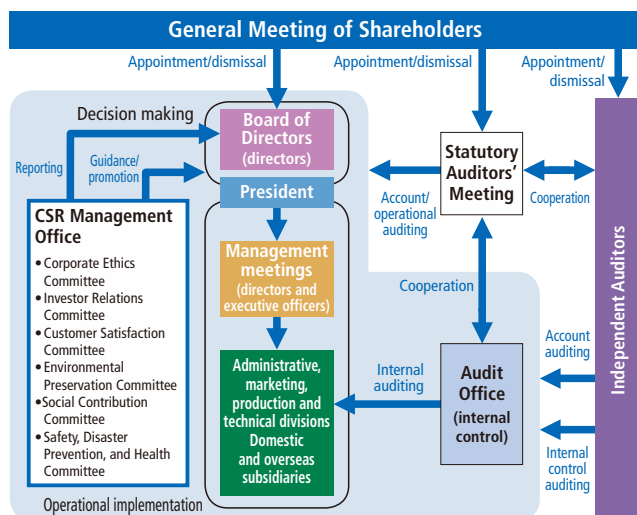 General Meeting of Shareholders
Appointment/dismissal
Appointment/dismissal
Appointment/
dismissal
Decision making
Board of
Directors
(directors)
Reporting
Guidance/
promotion
Statutory
Auditors'
Meeting
President
Account/
operational
auditing
Cooperation
CSR Management
Office
• Corporate Ethics
Committee
• Investor Relations
Committee
• Customer Satisfaction
Committee
• Environmental
Preservation Committee
• Social Contribution
Committee
• Safety, Disaster
Prevention, and Health
Committee
Management
meetings
(directors and
executive officers)
Cooperation
Independent Auditors
Administrative,
marketing,
production and
technical divisions
Domestic
and overseas
subsidiaries
Internal
auditing
Audit
Office
(internal
control)
Account
auditing
Internal
control
auditing
Operational implementation